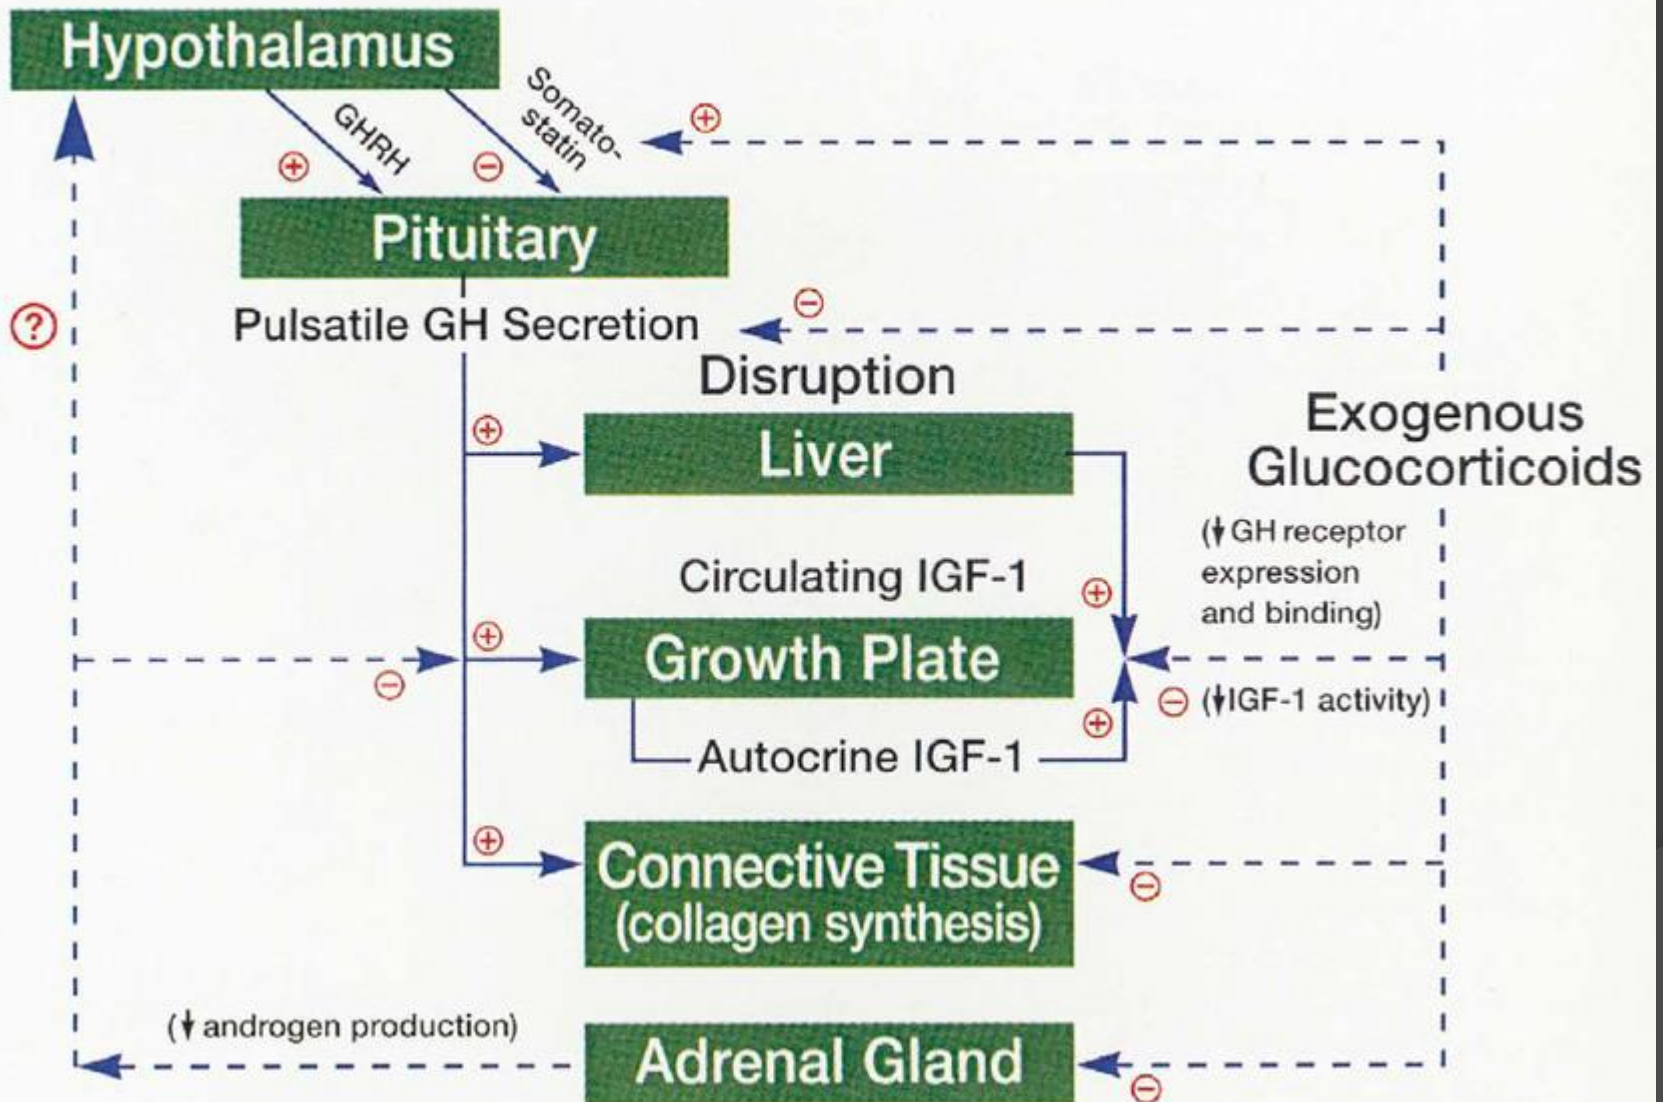 Hypothalamus
GHRH
Somato-
statin
+
+
−
Pituitary
?
−
Pulsatile GH Secretion
Disruption
+
Liver
Exogenous
Glucocorticoids
(↓GH receptor
expression
and binding)
Circulating IGF-1
+
+
Growth Plate
−
− (↓IGF-1 activity)
+
Autocrine IGF-1
+
Connective Tissue
(collagen synthesis)
−
(↓androgen production)
Adrenal Gland
−